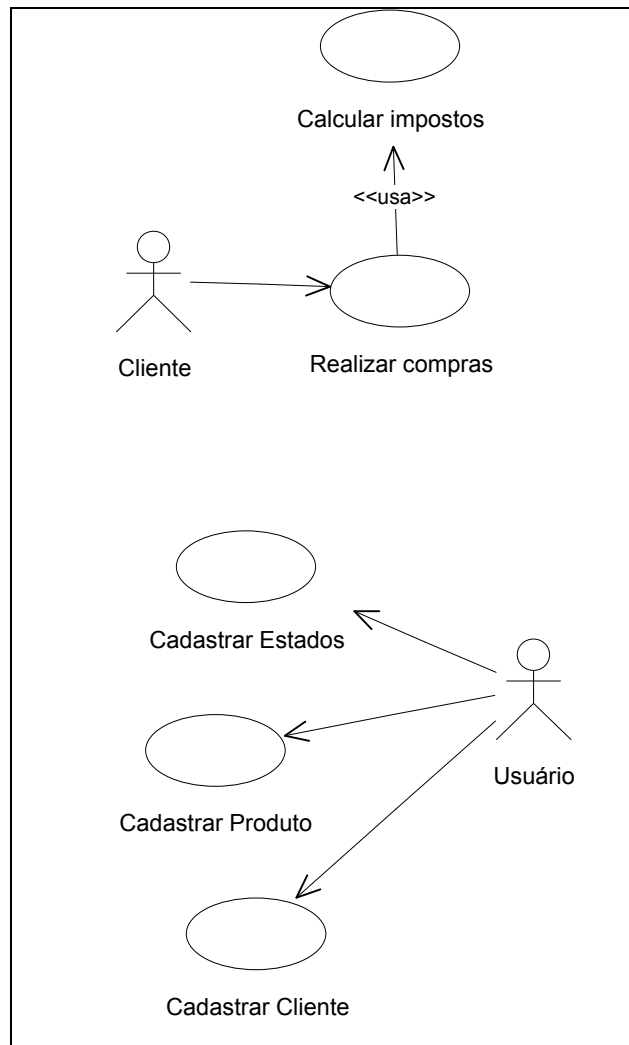 Calcular impostos
<<usa>>
Cliente
Realizar compras
Cadastrar Estados
Usuário
Cadastrar Produto
Cadastrar Cliente